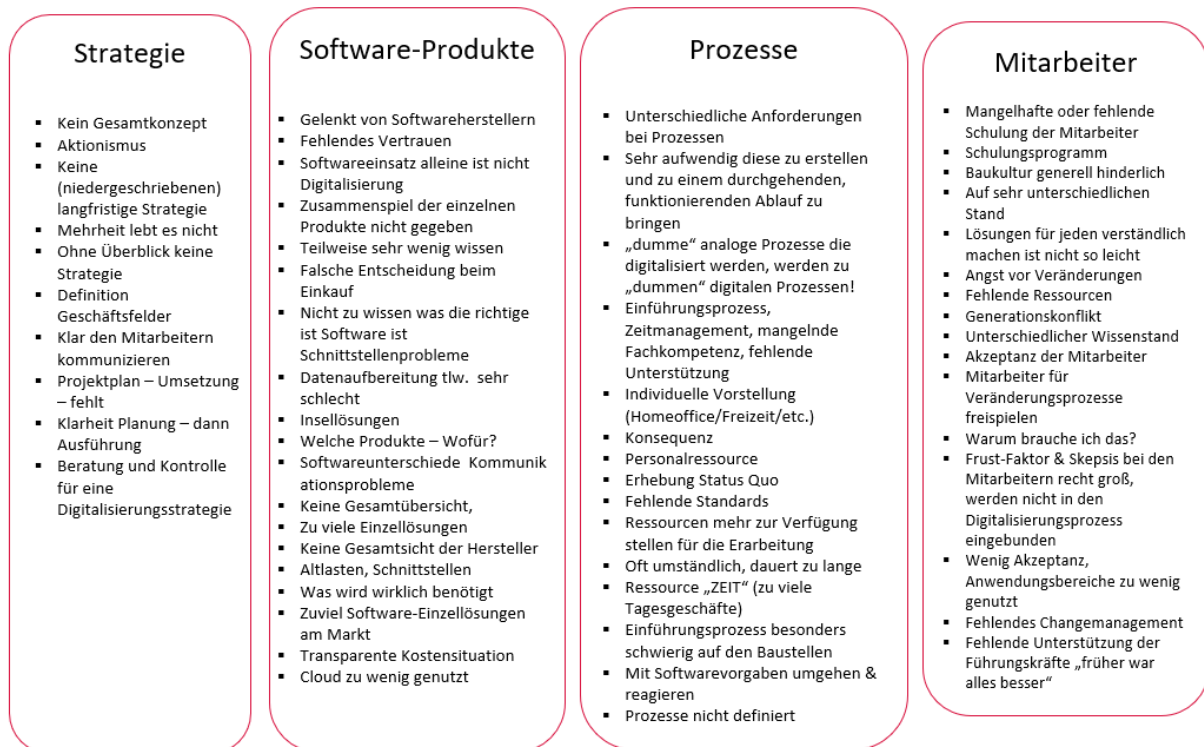 Strategie
▪ Kein Gesamtkonzept
▪ Aktionismus
▪ Keine
(niedergeschriebenen)
langfristige Strategie
▪ Mehrheit lebt es nicht
▪ Ohne Überblick keine
Strategie
▪ Definition
Geschäftsfelder
▪ Klar den Mitarbeitern
kommunizieren
▪ Projektplan – Umsetzung
– fehlt
▪ Klarheit Planung – dann
Ausführung
▪ Beratung und Kontrolle
für eine
Digitalisierungsstrategie
Software-Produkte
▪ Gelenkt von Softwareherstellern
▪ Fehlendes Vertrauen
▪ Softwareeinsatz alleine ist nicht
Digitalisierung
▪ Zusammenspiel der einzelnen
Produkte nicht gegeben
▪ Teilweise sehr wenig wissen
▪ Falsche Entscheidung beim
Einkauf
▪ Nicht zu wissen was die richtige
ist Software ist
Schnittstellenprobleme
▪ Datenaufbereitung tlw. sehr
schlecht
▪ Insellösungen
▪ Welche Produkte – Wofür?
▪ Softwareunterschiede Kommunik
ationsprobleme
▪ Keine Gesamtübersicht,
▪ Zu viele Einzellösungen
▪ Keine Gesamtsicht der Hersteller
▪ Altlasten, Schnittstellen
▪ Was wird wirklich benötigt
▪ Zuviel Software-Einzellösungen
am Markt
▪ Transparente Kostensituation
▪ Cloud zu wenig genutzt
Prozesse
▪ Unterschiedliche Anforderungen
bei Prozessen
▪ Sehr aufwendig diese zu erstellen
und zu einem durchgehenden,
funktionierenden Ablauf zu
bringen
▪ „dumme“ analoge Prozesse die
digitalisiert werden, werden zu
„dummen“ digitalen Prozessen!
▪ Einführungsprozess,
Zeitmanagement, mangelnde
Fachkompetenz, fehlende
Unterstützung
▪ Individuelle Vorstellung
(Homeoffice/Freizeit/etc.)
▪ Konsequenz
▪ Personalressource
▪ Erhebung Status Quo
▪ Fehlende Standards
▪ Ressourcen mehr zur Verfügung
stellen für die Erarbeitung
▪ Oft umständlich, dauert zu lange
▪ Ressource „ZEIT“ (zu viele
Tagesgeschäfte)
▪ Einführungsprozess besonders
schwierig auf den Baustellen
▪ Mit Softwarevorgaben umgehen &
reagieren
▪ Prozesse nicht definiert
Mitarbeiter
▪ Mangelhafte oder fehlende
Schulung der Mitarbeiter
▪ Schulungsprogramm
▪ Baukultur generell hinderlich
▪ Auf sehr unterschiedlichen
Stand
▪ Lösungen für jeden verständlich
machen ist nicht so leicht
▪ Angst vor Veränderungen
▪ Fehlende Ressourcen
▪ Generationskonflikt
▪ Unterschiedlicher Wissenstand
▪ Akzeptanz der Mitarbeiter
▪ Mitarbeiter für
Veränderungsprozesse
freispielen
▪ Warum brauche ich das?
▪ Frust-Faktor & Skepsis bei den
Mitarbeitern recht groß,
werden nicht in den
Digitalisierungsprozess
eingebunden
▪ Wenig Akzeptanz,
Anwendungsbereiche zu wenig
genutzt
▪ Fehlendes Changemanagement
▪ Fehlende Unterstützung der
Führungskräfte „früher war
alles besser“